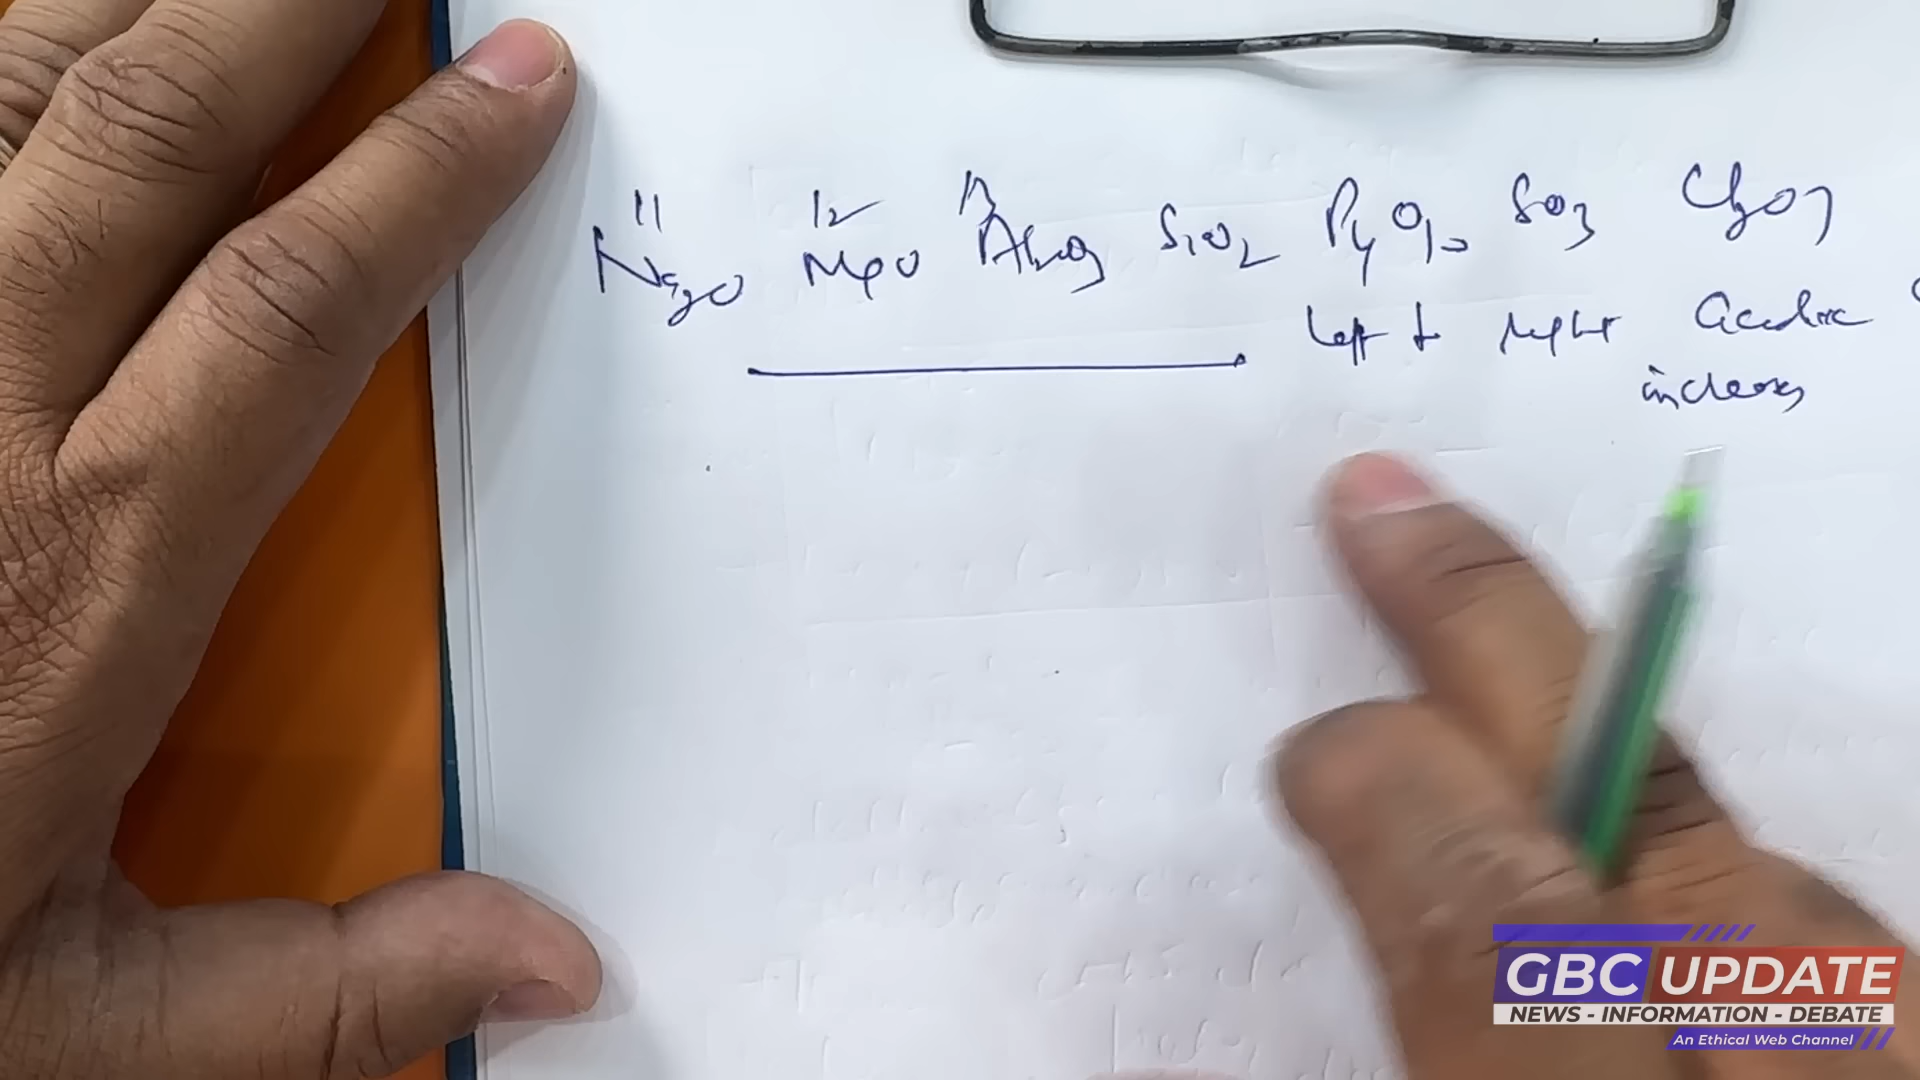 11 12 13
Na2O MgO Al2O3 SiO2 P4O10 SO3 Cl2O7
left to right acidic
increases
GBC UPDATE
NEWS - INFORMATION - DEBATE
An Ethical Web Channel